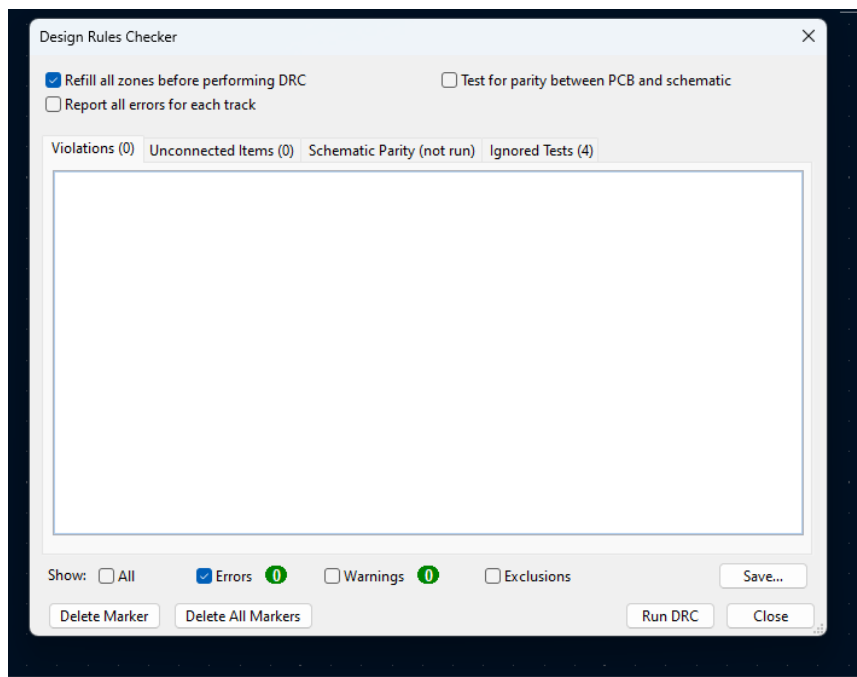 Design Rules Checker
Refill all zones before performing DRC
Test for parity between PCB and schematic
Report all errors for each track
Violations (0) Unconnected Items (0) Schematic Parity (not run) Ignored Tests (4)
Show: All Errors 0 Warnings 0 Exclusions Save...
Delete Marker Delete All Markers Run DRC Close